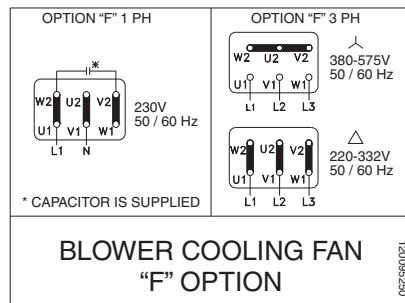 OPTION “F” 1 PH
*
W2 U2 V2
U1 V1 W1
L1 N
230V
50 / 60 Hz
* CAPACITOR IS SUPPLIED
OPTION “F” 3 PH
W2 U2 V2
U1 V1 W1
L1 L2 L3
380-575V
50 / 60 Hz
W2 U2 V2
U1 V1 W1
L1 L2 L3
220-332V
50 / 60 Hz
BLOWER COOLING FAN
“F” OPTION
120095250